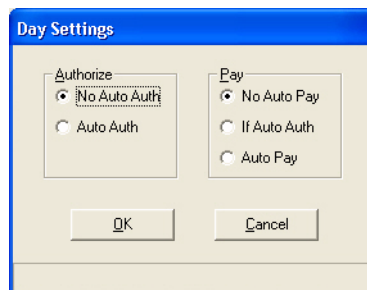 Day Settings
Authorize
No Auto Auth
Auto Auth
Pay
No Auto Pay
If Auto Auth
Auto Pay
OK
Cancel